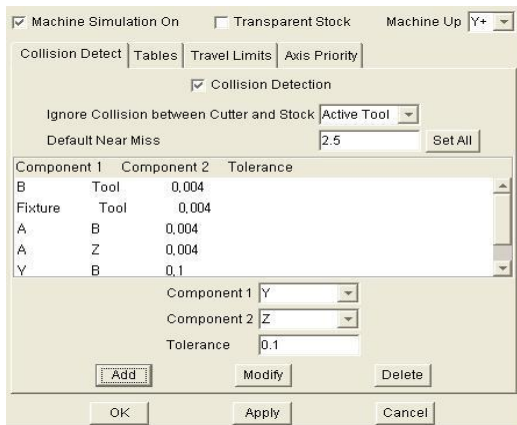 Machine Simulation On Transparent Stock Machine Up Y+
Collision Detect Tables Travel Limits Axis Priority
Collision Detection
Ignore Collision between Cutter and Stock Active Tool
Default Near Miss 2.5 Set All
Component 1 Component 2 Tolerance
B Tool 0,004
Fixture Tool 0,004
A B 0,004
A Z 0,004
Y B 0,1
Component 1 Y
Component 2 Z
Tolerance 0.1
Add Modify Delete
OK Apply Cancel